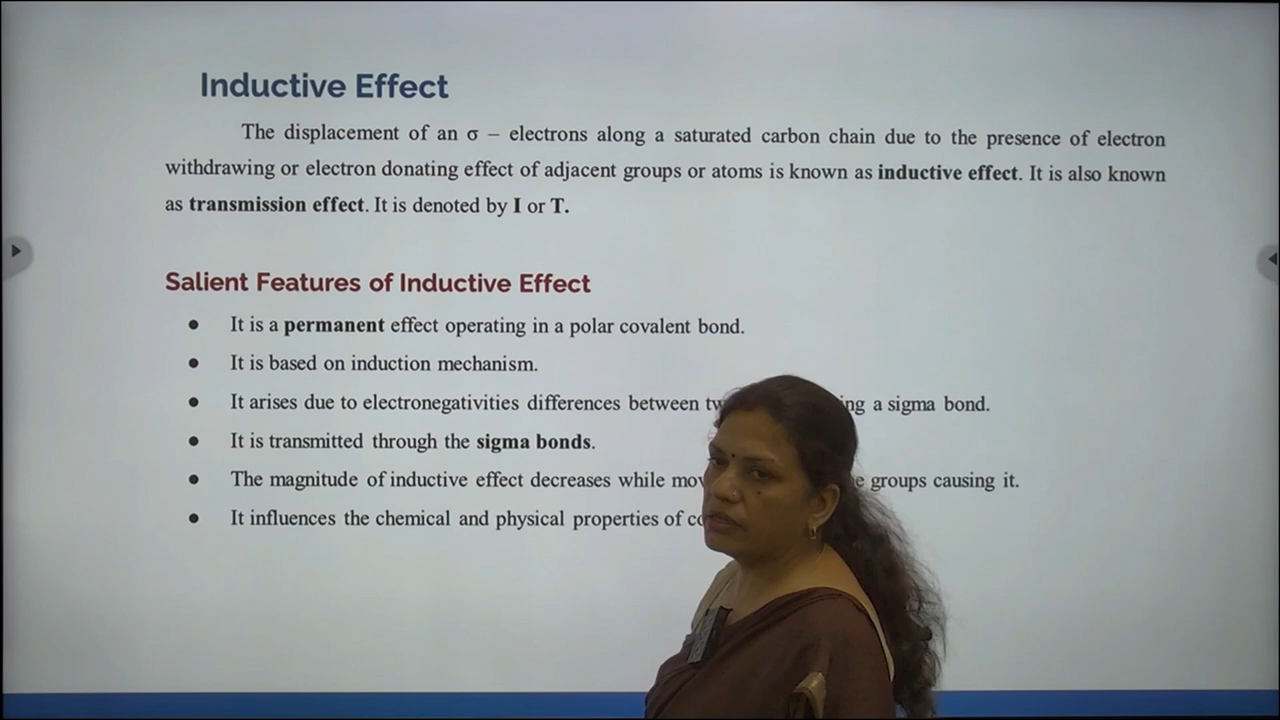 Inductive Effect
The displacement of an σ – electrons along a saturated carbon chain due to the presence of electron
withdrawing or electron donating effect of adjacent groups or atoms is known as inductive effect. It is also known
as transmission effect. It is denoted by I or T.
Salient Features of Inductive Effect
● It is a permanent effect operating in a polar covalent bond.
● It is based on induction mechanism.
● It arises due to electronegativities differences between a sigma bond.
● It is transmitted through the sigma bonds.
● The magnitude of inductive effect decreases while groups causing it.
● It influences the chemical and physical properties of